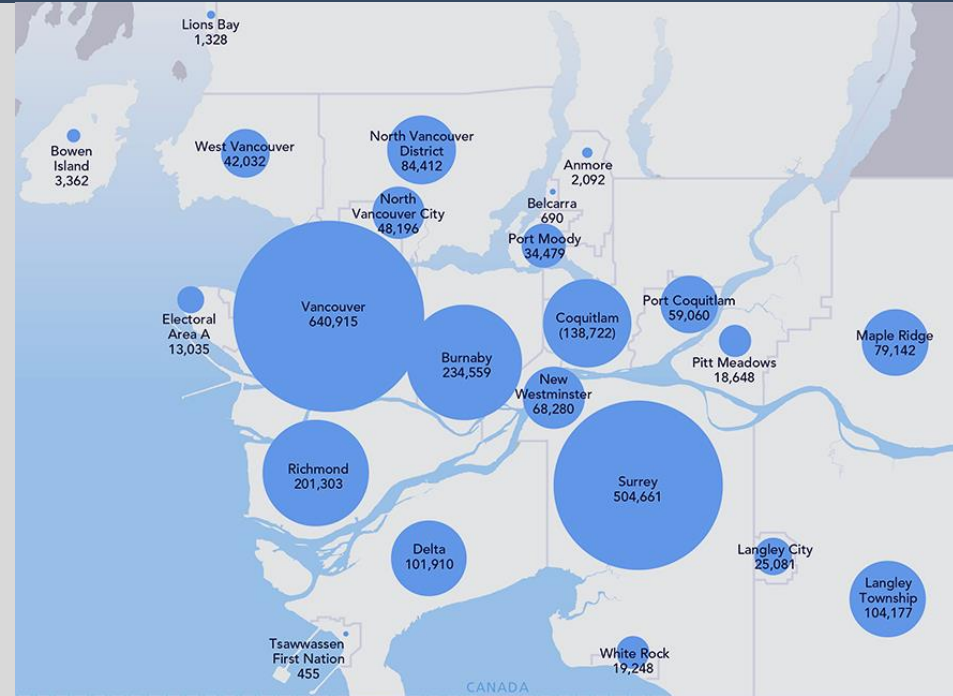 Lions Bay
1,328
West Vancouver
42,032
North Vancouver
District
84,412
Bowen
Island
3,362
Anmore
2,092
North
Vancouver City
48,196
Belcarra
690
Port Moody
34,479
Electoral
Area A
13,035
Vancouver
640,915
Burnaby
234,559
Coquitlam
(138,722)
Port Coquitlam
59,060
Pitt Meadows
18,648
Maple Ridge
79,142
New
Westminster
68,280
Richmond
201,303
Surrey
504,661
Delta
101,910
Langley City
25,081
Langley
Township
104,177
Tsawwassen
First Nation
455
White Rock
19,248
CANADA